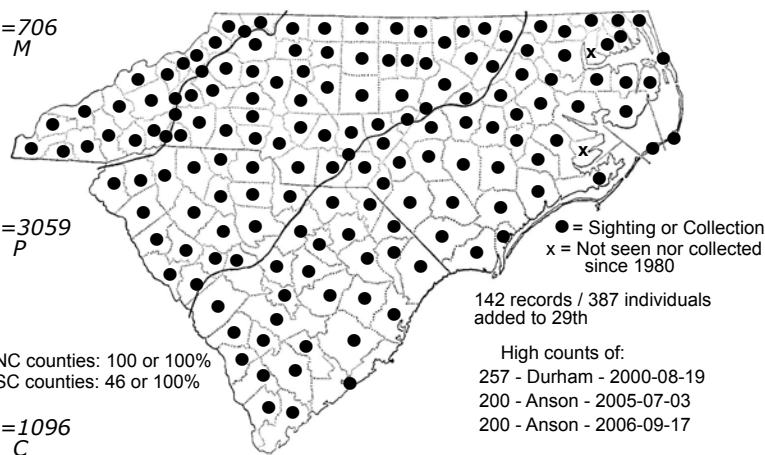 =706
M
=3059
P
● = Sighting or Collection
x = Not seen nor collected
since 1980
142 records / 387 individuals
added to 29th
NC counties: 100 or 100%
SC counties: 46 or 100%
High counts of:
257 - Durham - 2000-08-19
200 - Anson - 2005-07-03
200 - Anson - 2006-09-17
=1096
C
x
x